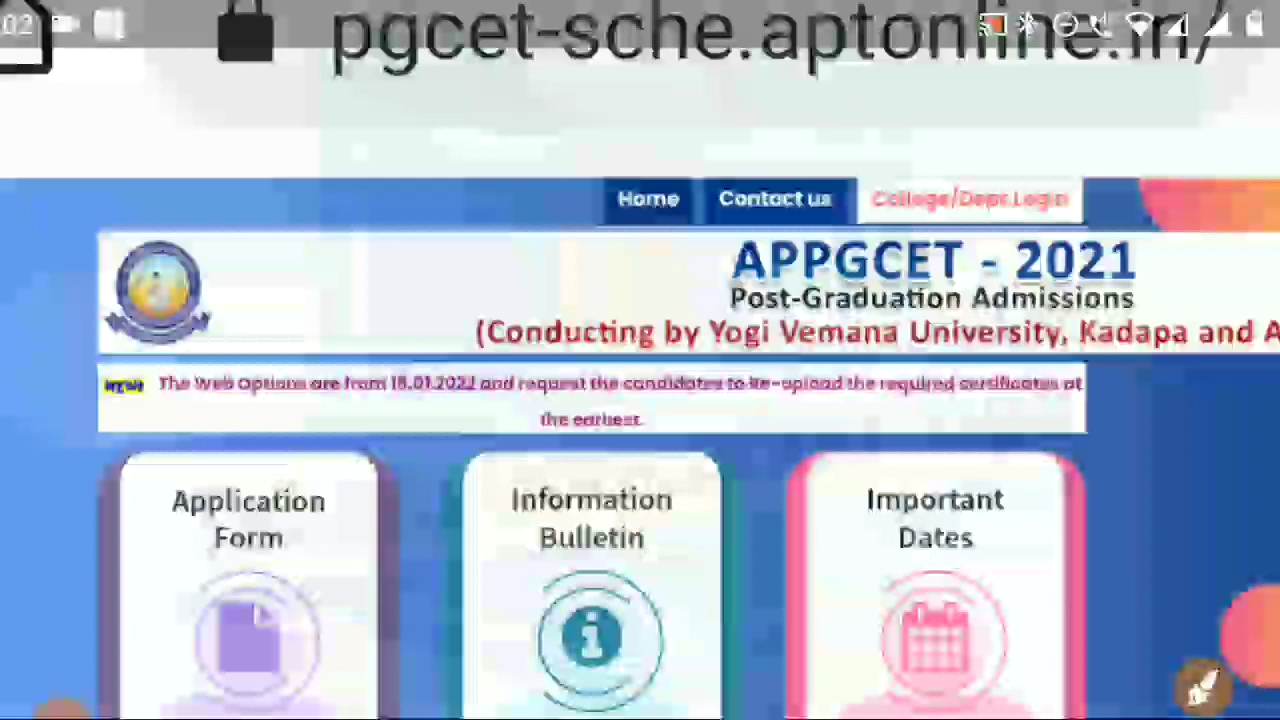 02
pgcet-sche.aptonline.in/
Home Contact us College/Dept Login
APPGCET - 2021
Post-Graduation Admissions
(Conducting by Yogi Vemana University, Kadapa and A
NEW! The Web Options are from 18.01.2022 and request the candidates to Re-upload the required certificates at
the earliest.
Application
Form
Information
Bulletin
Important
Dates